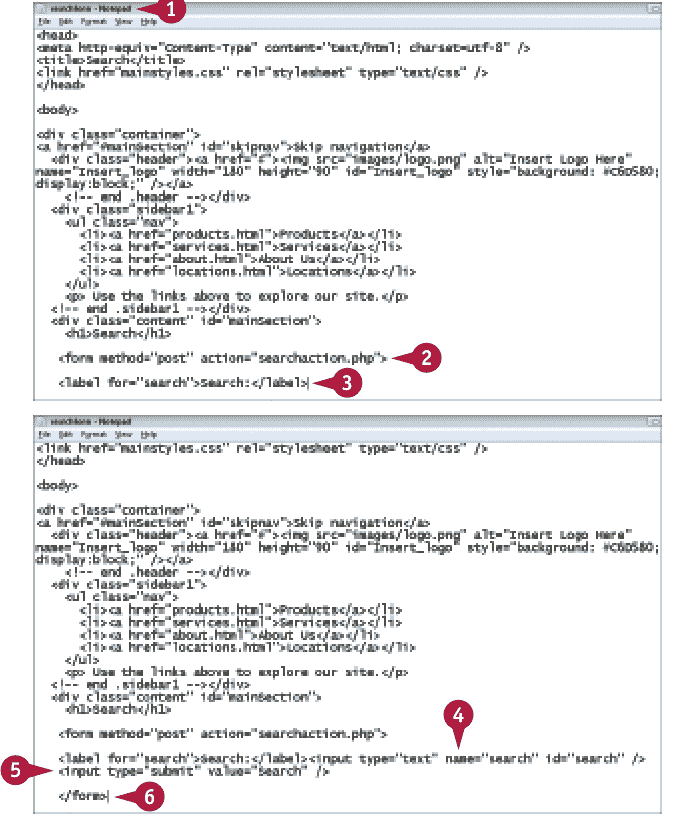 searchform - Notepad
1
File Edit Format View Help
<head>
<meta http-equiv="Content-Type" content="text/html; charset=utf-8" />
<title>Search</title>
<link href="mainstyles.css" rel="stylesheet" type="text/css" />
</head>
<body>
<div class="container">
<a href="#mainSection" id="skipnav">Skip navigation</a>
<div class="header"><a href="#"><img src="images/logo.png" alt="Insert Logo Here"
name="Insert_logo" width="180" height="90" id="Insert_logo" style="background: #C6D580;
display:block;" /></a>
<!-- end .header --></div>
<div class="sidebar1">
<ul class="nav">
<li><a href="products.html">Products</a></li>
<li><a href="services.html">Services</a></li>
<li><a href="about.html">About Us</a></li>
<li><a href="locations.html">Locations</a></li>
</ul>
<p> Use the links above to explore our site.</p>
<!-- end .sidebar1 --></div>
<div class="content" id="mainSection">
<h1>Search</h1>
<form method="post" action="searchaction.php"> 2
<label for="search">Search:</label> 3
searchform - Notepad
File Edit Format View Help
<link href="mainstyles.css" rel="stylesheet" type="text/css" />
</head>
<body>
<div class="container">
<a href="#mainSection" id="skipnav">Skip navigation</a>
<div class="header"><a href="#"><img src="images/logo.png" alt="Insert Logo Here"
name="Insert_logo" width="180" height="90" id="Insert_logo" style="background: #C6D580;
display:block;" /></a>
<!-- end .header --></div>
<div class="sidebar1">
<ul class="nav">
<li><a href="products.html">Products</a></li>
<li><a href="services.html">Services</a></li>
<li><a href="about.html">About Us</a></li>
<li><a href="locations.html">Locations</a></li>
</ul>
<p> Use the links above to explore our site.</p>
<!-- end .sidebar1 --></div>
<div class="content" id="mainSection">
<h1>Search</h1>
4
<form method="post" action="searchaction.php">
<label for="search">Search:</label><input type="text" name="search" id="search" />
5 <input type="submit" value="Search" />
</form> 6